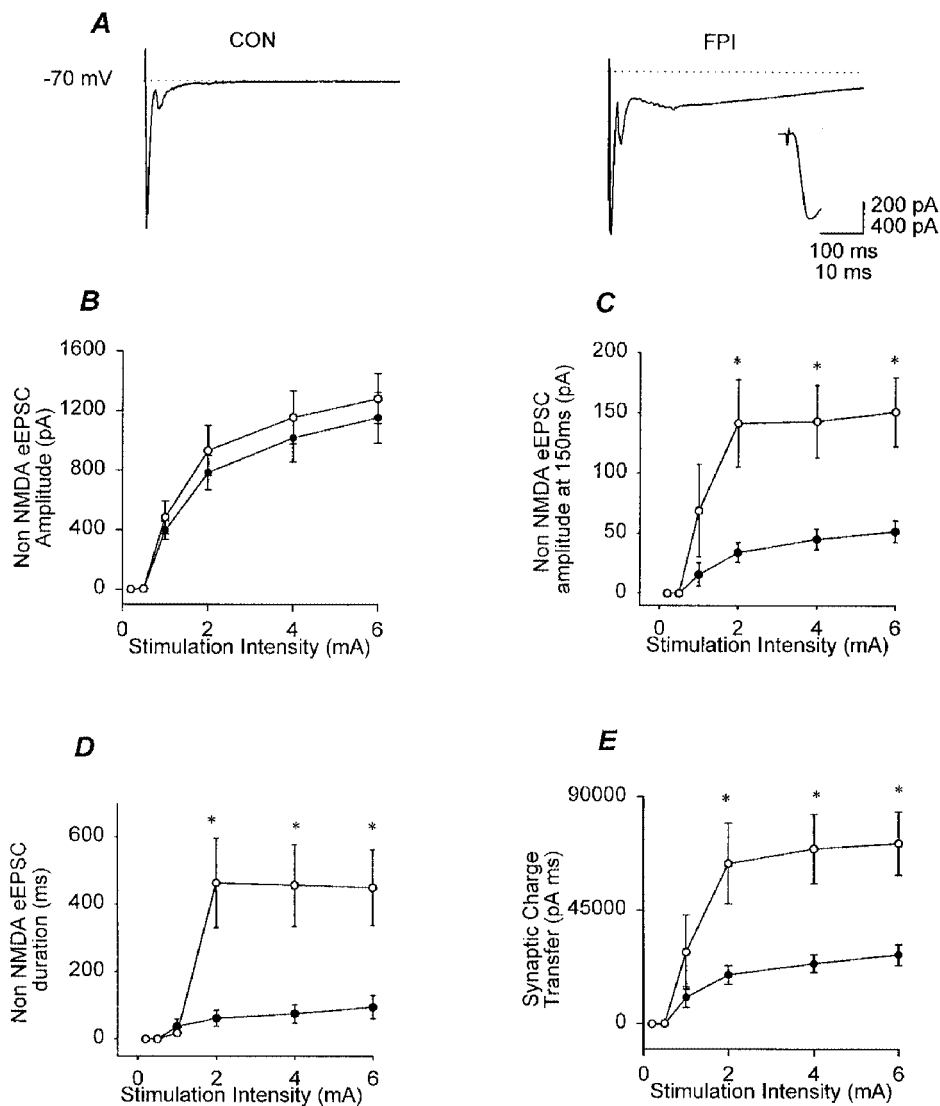 A
CON
FPI
-70 mV
200 pA
400 pA
100 ms
10 ms
B
Non NMDA eEPSC
Amplitude (pA)
1600
1200
800
400
0
0 2 4 6
Stimulation Intensity (mA)
C
Non NMDA eEPSC
amplitude at 150ms (pA)
200
150
100
50
0
* * *
0 2 4 6
Stimulation Intensity (mA)
D
Non NMDA eEPSC
duration (ms)
600
400
200
0
* * *
0 2 4 6
Stimulation Intensity (mA)
E
Synaptic Charge
Transfer (pA ms)
90000
45000
0
* * *
0 2 4 6
Stimulation Intensity (mA)